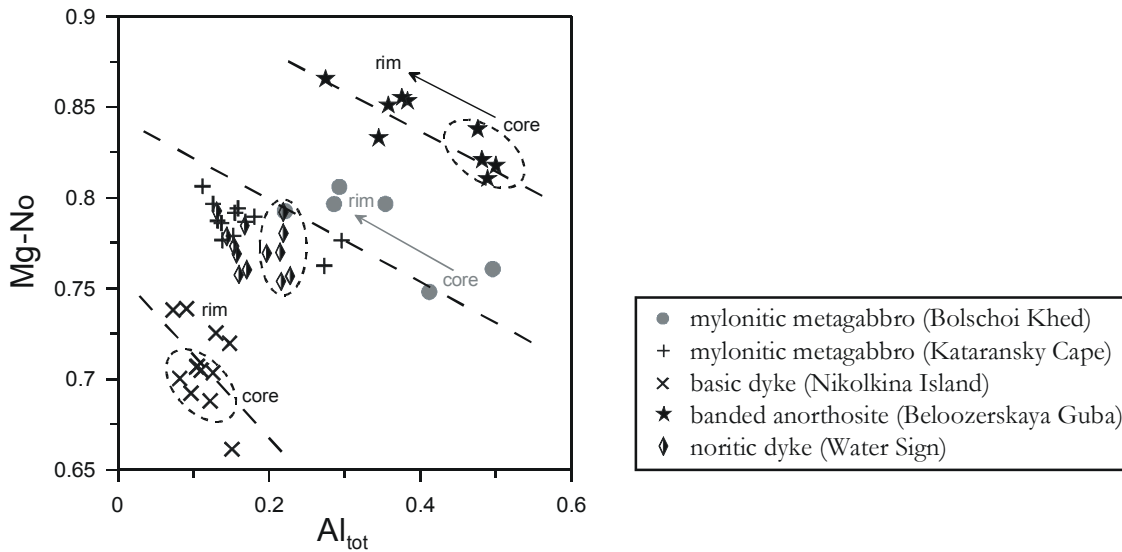 0.9
rim
0.85
core
Mg-No
0.8
rim
core
0.75
rim
0.7
core
0.65
0 0.2 0.4 0.6
Altot
mylonitic metagabbro (Bolschoi Khed)
mylonitic metagabbro (Kataransky Cape)
basic dyke (Nikolkina Island)
banded anorthosite (Beloozerskaya Guba)
noritic dyke (Water Sign)